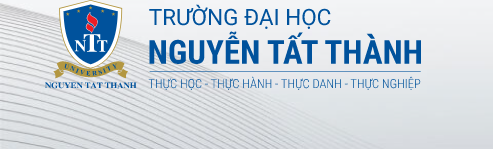 NTT
UNIVERSITY
NGUYEN TAT THANH
TRƯỜNG ĐẠI HỌC
NGUYỄN TẤT THÀNH
THỰC HỌC - THỰC HÀNH - THỰC DANH - THỰC NGHIỆP